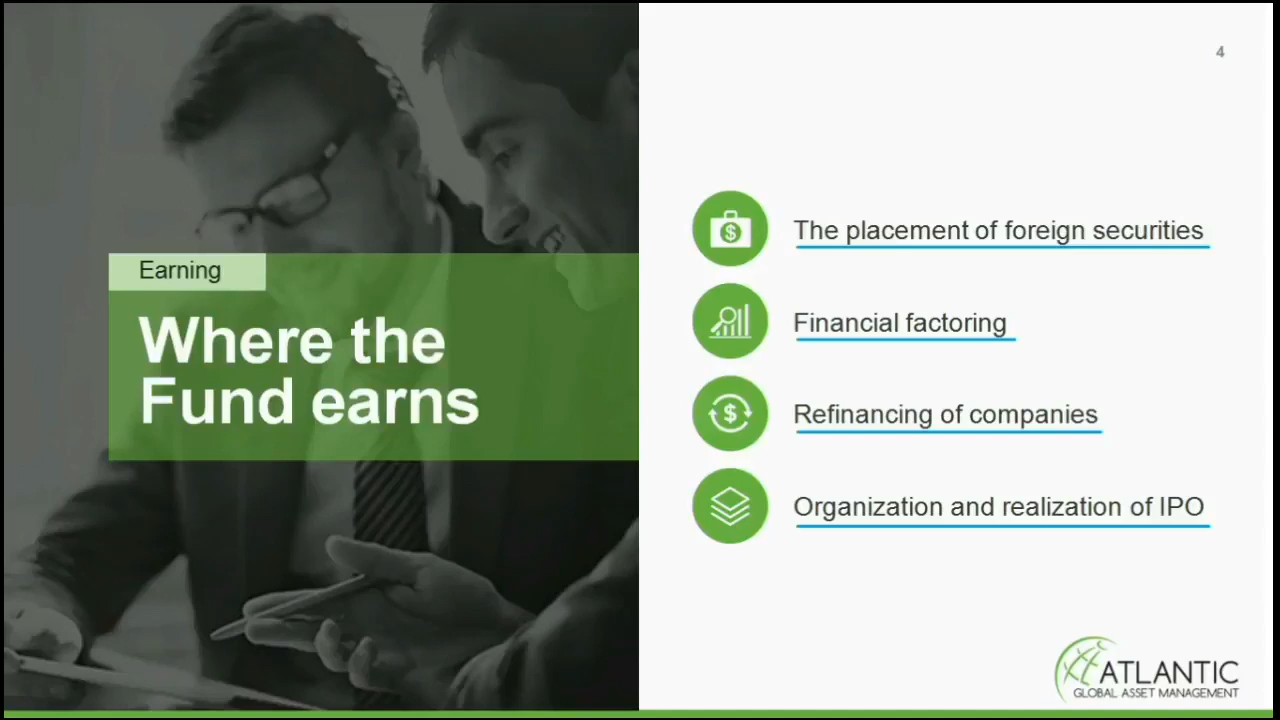 4
Earning
Where the
Fund earns
The placement of foreign securities
Financial factoring
Refinancing of companies
Organization and realization of IPO
ATLANTIC
GLOBAL ASSET MANAGEMENT